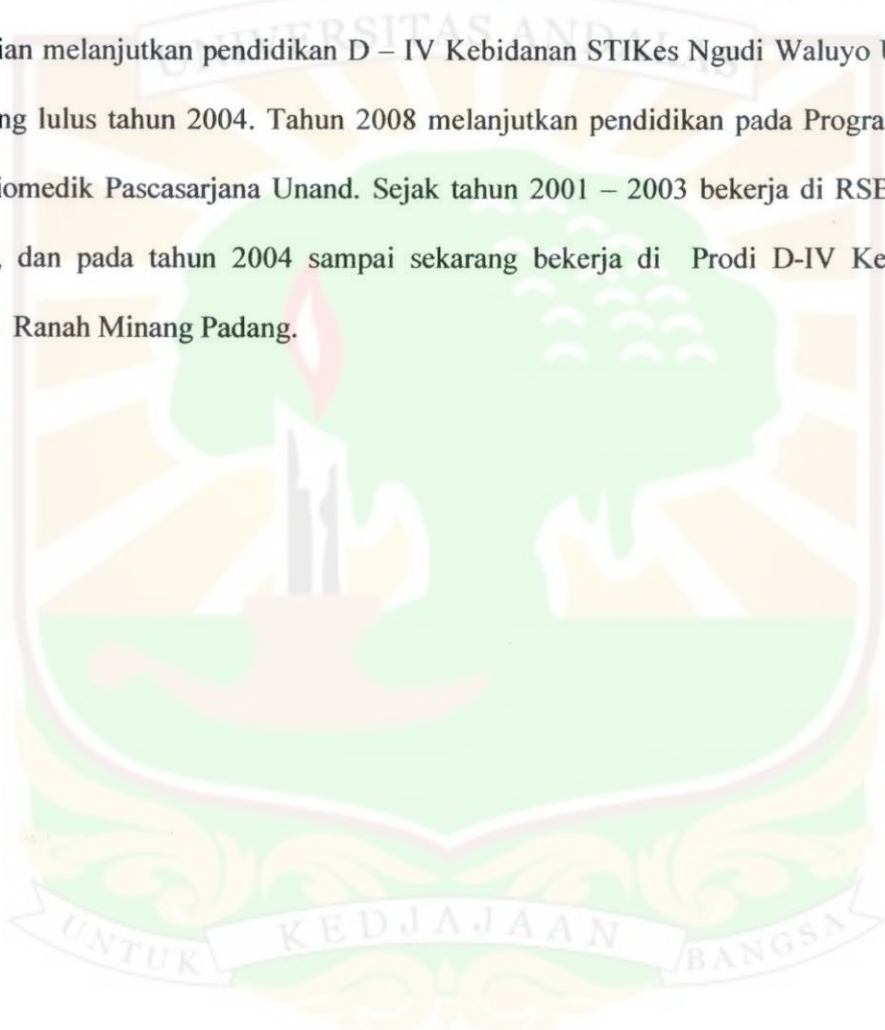 UNIVERSITAS ANDALAS
ian melanjutkan pendidikan D – IV Kebidanan STIKes Ngudi Waluyo U
ng lulus tahun 2004. Tahun 2008 melanjutkan pendidikan pada Progra
iomedik Pascasarjana Unand. Sejak tahun 2001 – 2003 bekerja di RSB
, dan pada tahun 2004 sampai sekarang bekerja di Prodi D-IV Ke
Ranah Minang Padang.
UNTUK KEDJAJAAN BANGSA